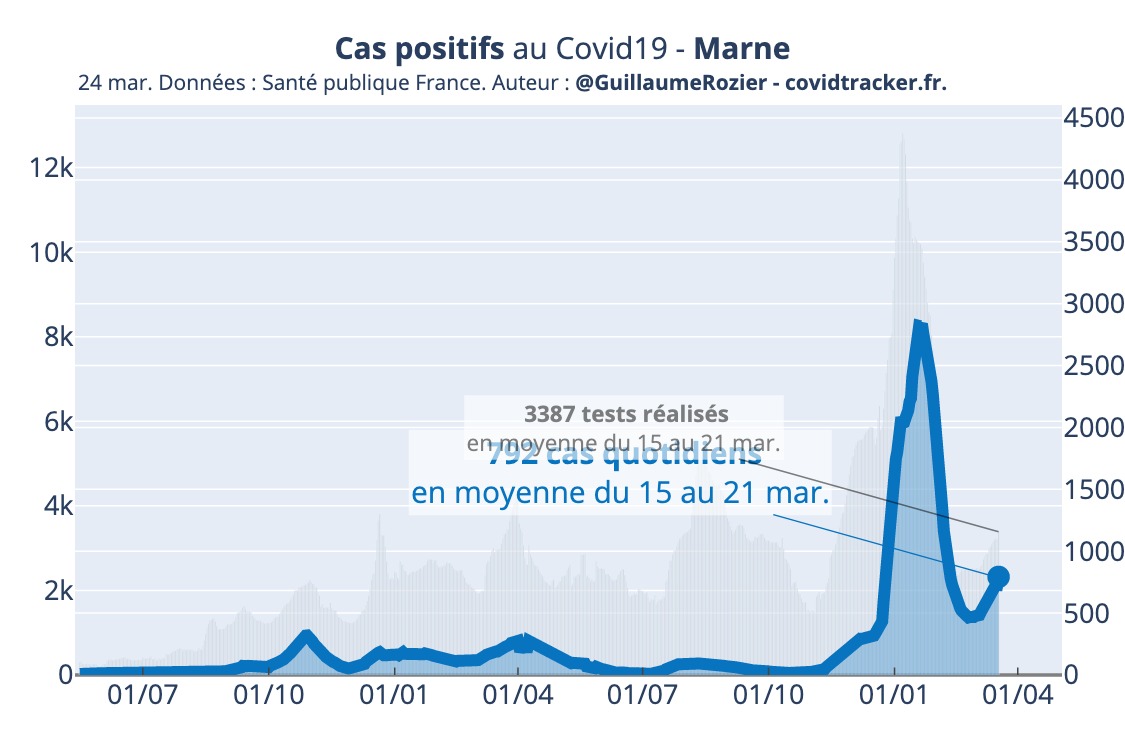 Cas positifs au Covid19 - Marne
24 mar. Données : Santé publique France. Auteur : @GuillaumeRozier - covidtracker.fr.
12k
10k
8k
6k
4k
2k
0
4500
4000
3500
3000
2500
2000
1500
1000
500
0
3387 tests réalisés
en moyenne du 15 au 21 mar.
792 cas quotidiens
en moyenne du 15 au 21 mar.
01/07
01/10
01/01
01/04
01/07
01/10
01/01
01/04